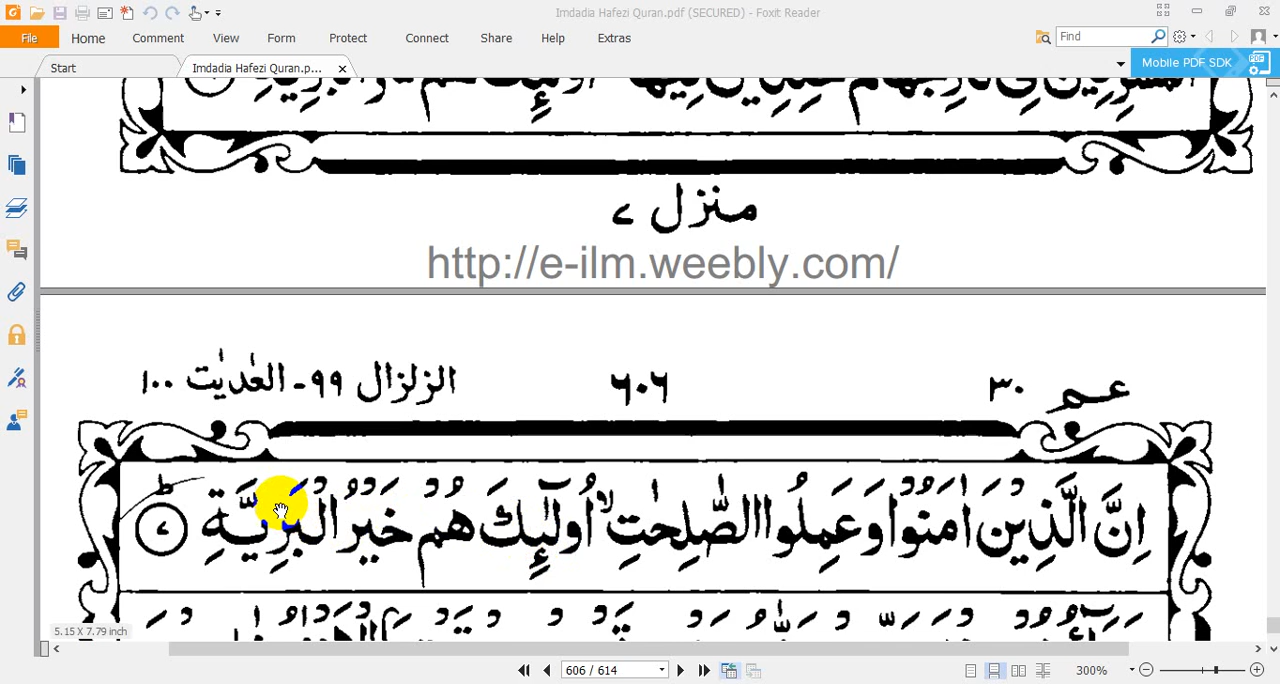 Imdadia Hafezi Quran.pdf (SECURED) - Foxit Reader
File Home Comment View Form Protect Connect Share Help Extras Find
Start Imdadia Hafezi Quran.p... Mobile PDF SDK
منزل ٧
http://e-ilm.weebly.com/
عم ٣٠ ٦٠٦ الزلزال ٩٩ - العٰديٰت ١٠٠
اِنَّ الَّذِيْنَ اٰمَنُوْا وَعَمِلُوا الصّٰلِحٰتِ ۙ اُولٰٓئِكَ هُمْ خَيْرُ الْبَرِيَّةِ ؕ ٧
5.15 X 7.79 inch
606 / 614 300%